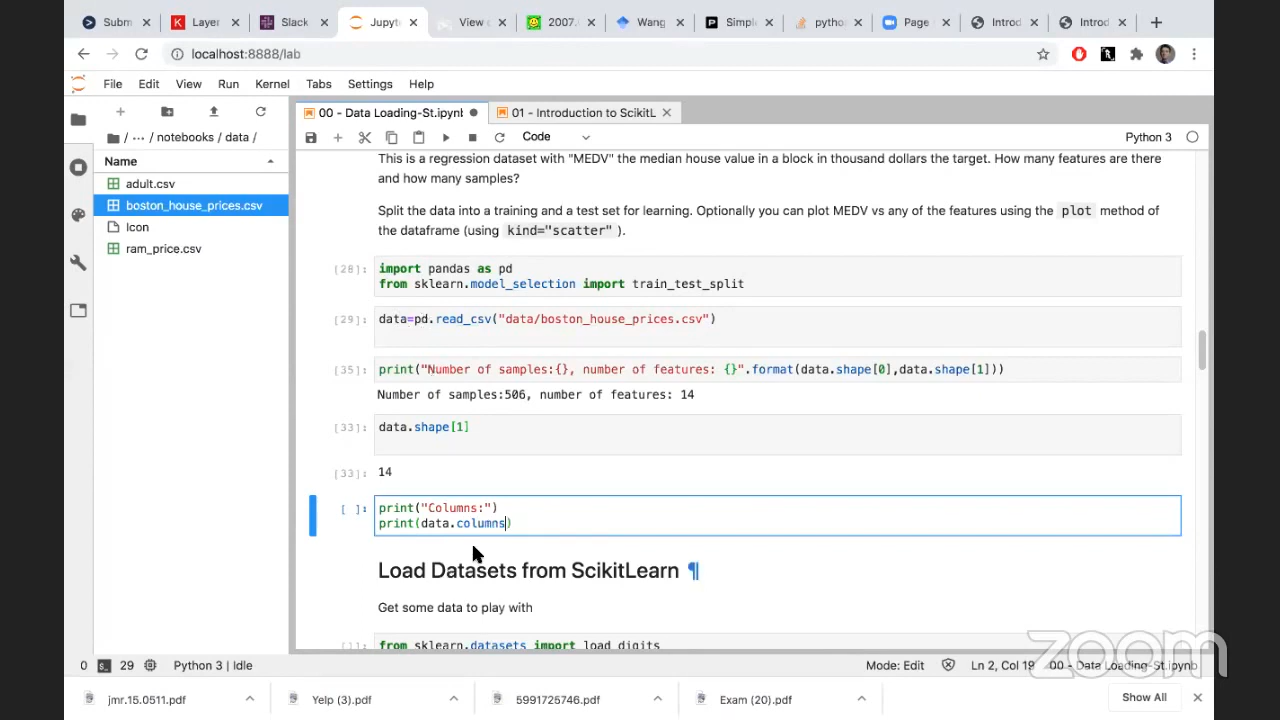 Subm
Layer
Slack
Jupyt
View o
2007.
Wang
Simple
python
Page
Introd
Introd
localhost:8888/lab
File Edit View Run Kernel Tabs Settings Help
/ ··· / notebooks / data /
Name
adult.csv
boston_house_prices.csv
Icon
ram_price.csv
00 - Data Loading-St.ipynb
01 - Introduction to ScikitL
Code
Python 3
This is a regression dataset with "MEDV" the median house value in a block in thousand dollars the target. How many features are there
and how many samples?
Split the data into a training and a test set for learning. Optionally you can plot MEDV vs any of the features using the plot method of
the dataframe (using kind="scatter" ).
[28]: import pandas as pd
from sklearn.model_selection import train_test_split
[29]: data=pd.read_csv("data/boston_house_prices.csv")
[35]: print("Number of samples:{}, number of features: {}".format(data.shape[0],data.shape[1]))
Number of samples:506, number of features: 14
[33]: data.shape[1]
[33]: 14
[ ]: print("Columns:")
print(data.columns)
Load Datasets from ScikitLearn ¶
Get some data to play with
[ ]: from sklearn.datasets import load_digits
0 29 Python 3 | Idle
Mode: Edit Ln 2, Col 19 00 - Data Loading-St.ipynb
zoom
jmr.15.0511.pdf
Yelp (3).pdf
5991725746.pdf
Exam (20).pdf
Show All